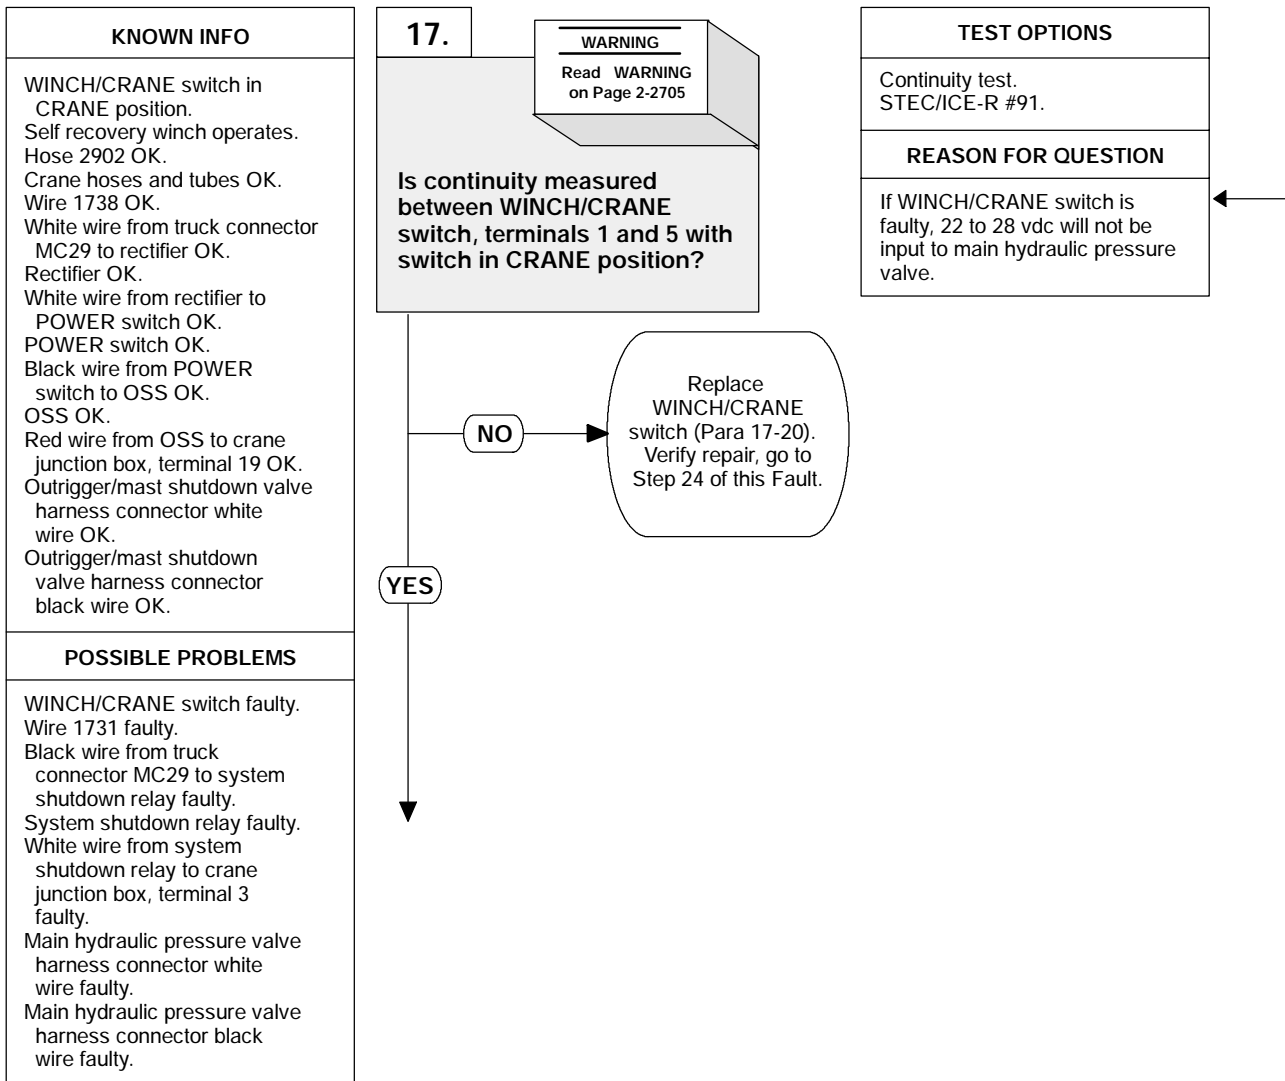 KNOWN INFO
WINCH/CRANE switch in
CRANE position.
Self recovery winch operates.
Hose 2902 OK.
Crane hoses and tubes OK.
Wire 1738 OK.
White wire from truck connector
MC29 to rectifier OK.
Rectifier OK.
White wire from rectifier to
POWER switch OK.
POWER switch OK.
Black wire from POWER
switch to OSS OK.
OSS OK.
Red wire from OSS to crane
junction box, terminal 19 OK.
Outrigger/mast shutdown valve
harness connector white
wire OK.
Outrigger/mast shutdown
valve harness connector
black wire OK.
POSSIBLE PROBLEMS
WINCH/CRANE switch faulty.
Wire 1731 faulty.
Black wire from truck
connector MC29 to system
shutdown relay faulty.
System shutdown relay faulty.
White wire from system
shutdown relay to crane
junction box, terminal 3
faulty.
Main hydraulic pressure valve
harness connector white
wire faulty.
Main hydraulic pressure valve
harness connector black
wire faulty.
17.
WARNING
Read WARNING
on Page 2-2705
Is continuity measured
between WINCH/CRANE
switch, terminals 1 and 5 with
switch in CRANE position?
NO
Replace
WINCH/CRANE
switch (Para 17-20).
Verify repair, go to
Step 24 of this Fault.
YES
TEST OPTIONS
Continuity test.
STEC/ICE-R #91.
REASON FOR QUESTION
If WINCH/CRANE switch is
faulty, 22 to 28 vdc will not be
input to main hydraulic pressure
valve.